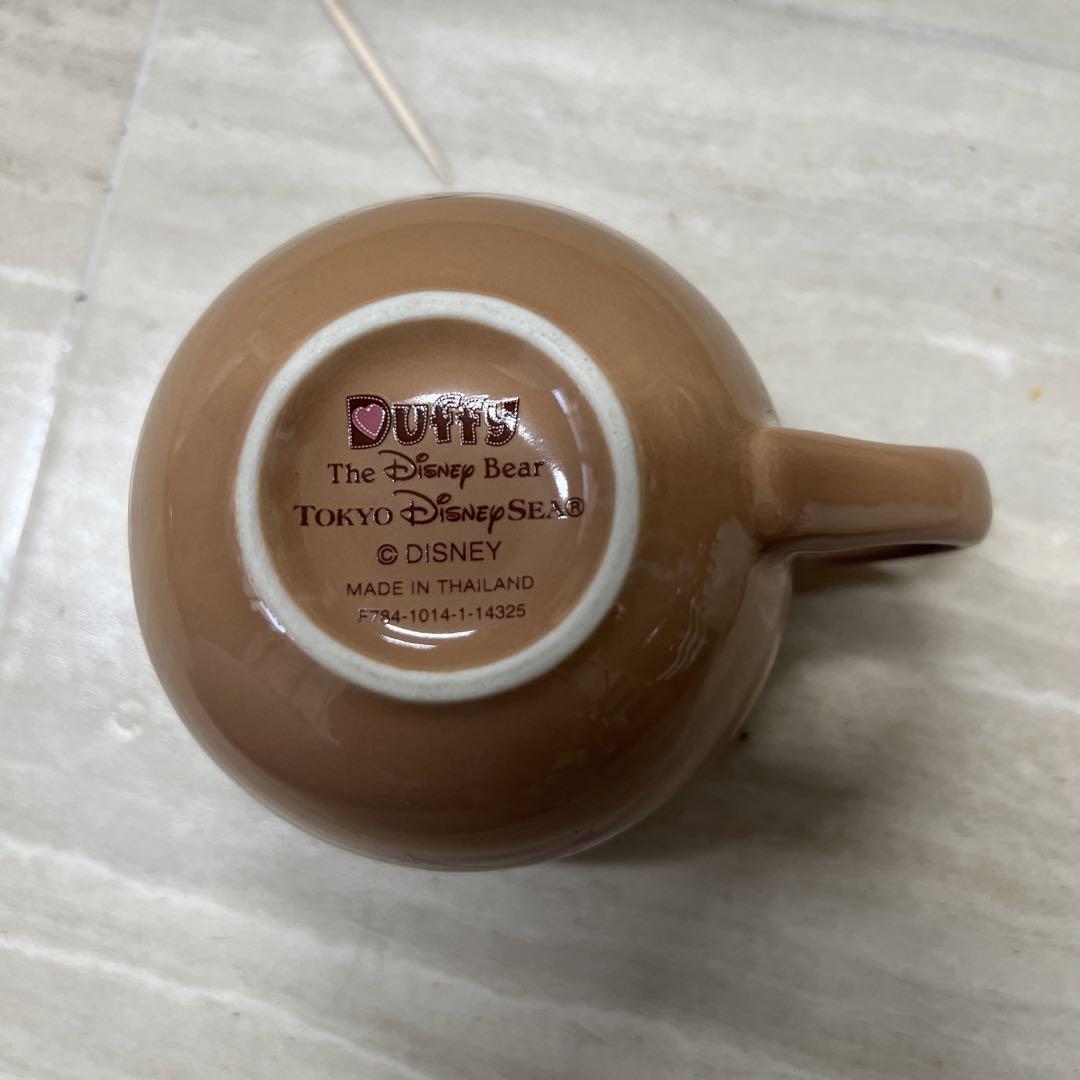 Duffy
The Disney Bear
TOKYO DisneySEA®
© DISNEY
MADE IN THAILAND
F784-1014-1-14325